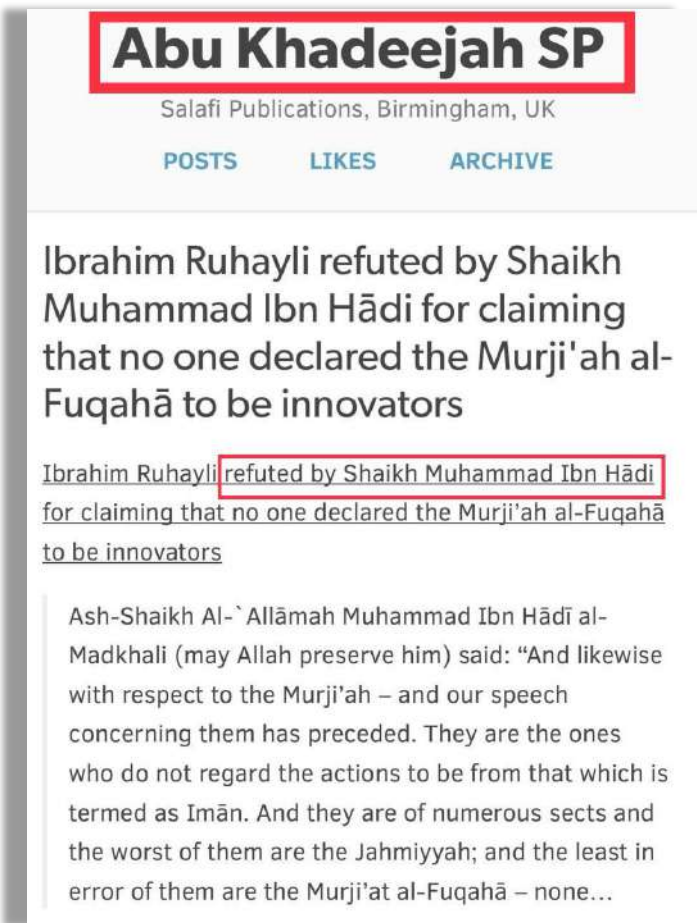 Abu Khadeejah SP
Salafi Publications, Birmingham, UK
POSTS LIKES ARCHIVE
Ibrahim Ruhayli refuted by Shaikh
Muhammad Ibn Hādi for claiming
that no one declared the Murji'ah al-
Fuqahā to be innovators
Ibrahim Ruhayli refuted by Shaikh Muhammad Ibn Hādi
for claiming that no one declared the Murji’ah al-Fuqahā
to be innovators
Ash-Shaikh Al-`Allāmah Muhammad Ibn Hādī al-
Madkhali (may Allah preserve him) said: “And likewise
with respect to the Murji’ah – and our speech
concerning them has preceded. They are the ones
who do not regard the actions to be from that which is
termed as Imān. And they are of numerous sects and
the worst of them are the Jahmiyyah; and the least in
error of them are the Murji’at al-Fuqahā – none...